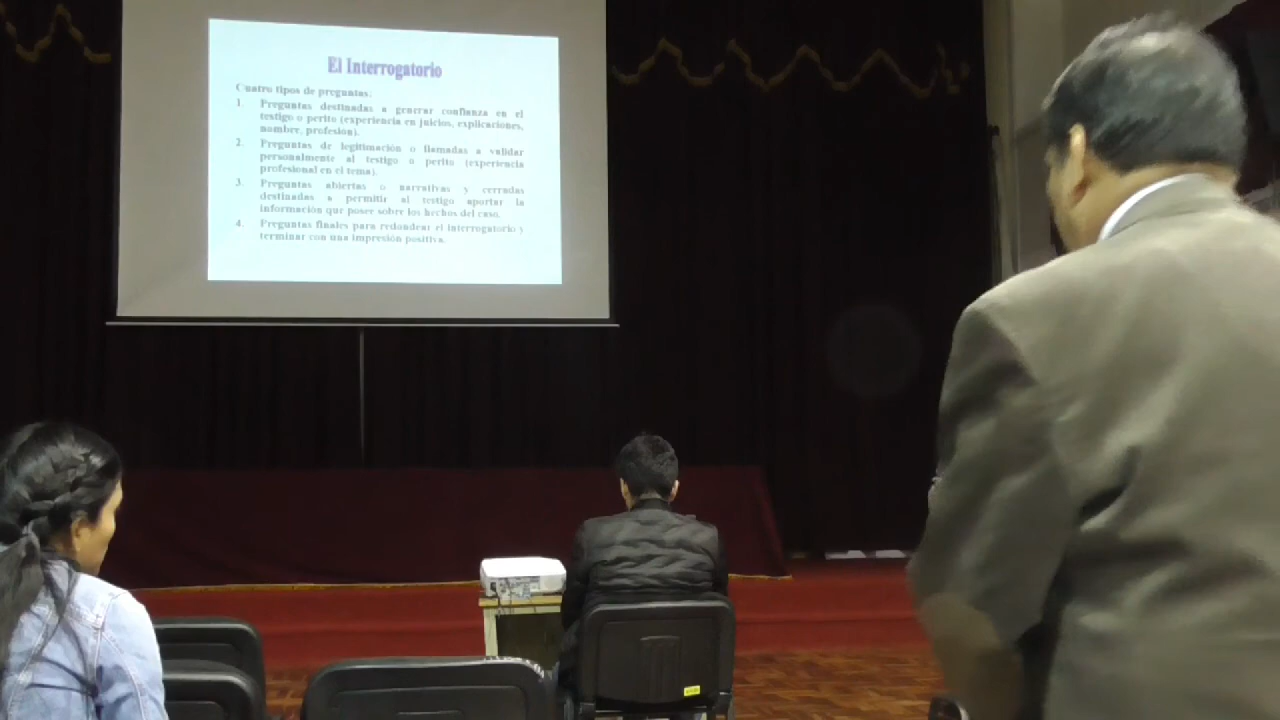 El Interrogatorio
Cuatro tipos de preguntas:
1. Preguntas destinadas a generar confianza en el
testigo o perito (experiencia en juicios, explicaciones,
nombre, profesión).
2. Preguntas de legitimación o llamadas a validar
personalmente al testigo o perito (experiencia
profesional en el tema).
3. Preguntas abiertas o narrativas y cerradas
destinadas a permitir al testigo aportar la
información que posee sobre los hechos del caso.
4. Preguntas finales para redondear el interrogatorio y
terminar con una impresión positiva.